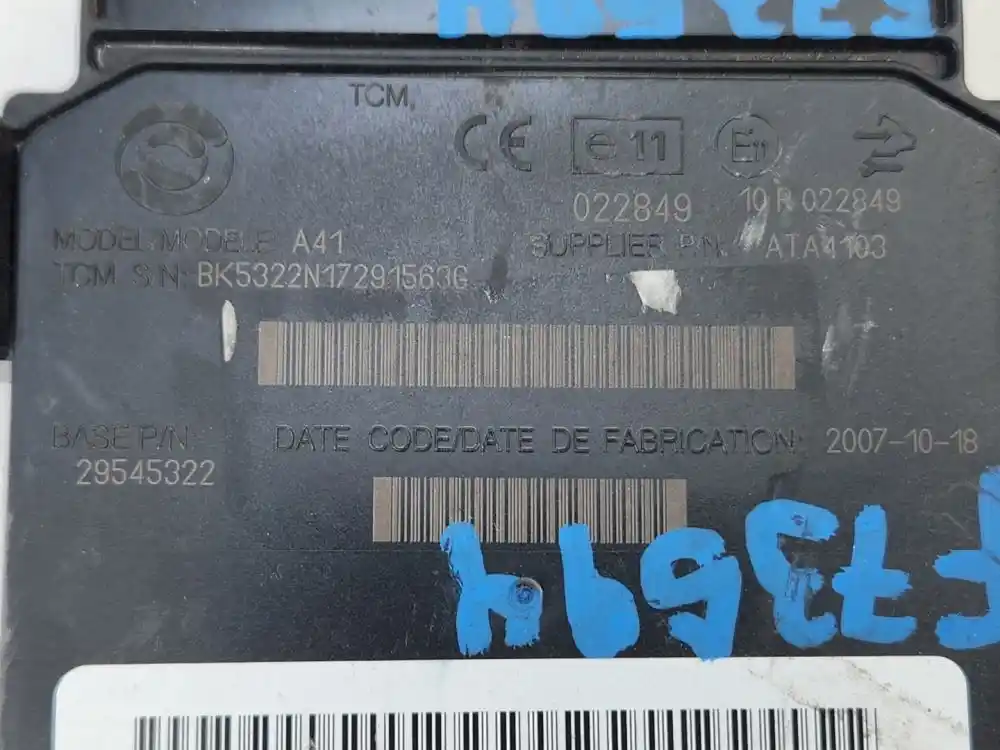 TCM,
CE e 11 E11
022849 10 R 022849
MODEL/MODELE A41 SUPPLIER P/N: ATA4103
TCM S/N: BK5322N17291563G
BASE P/N DATE CODE/DATE DE FABRICATION: 2007-10-18
29545322